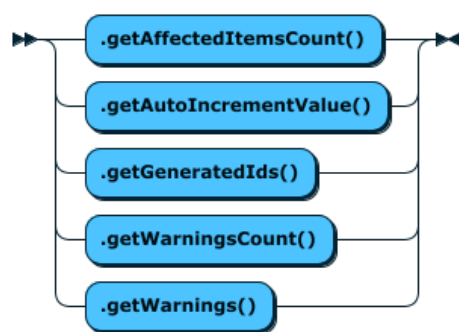 .getAffectedItemsCount()
.getAutoIncrementValue()
.getGeneratedIds()
.getWarningsCount()
.getWarnings()